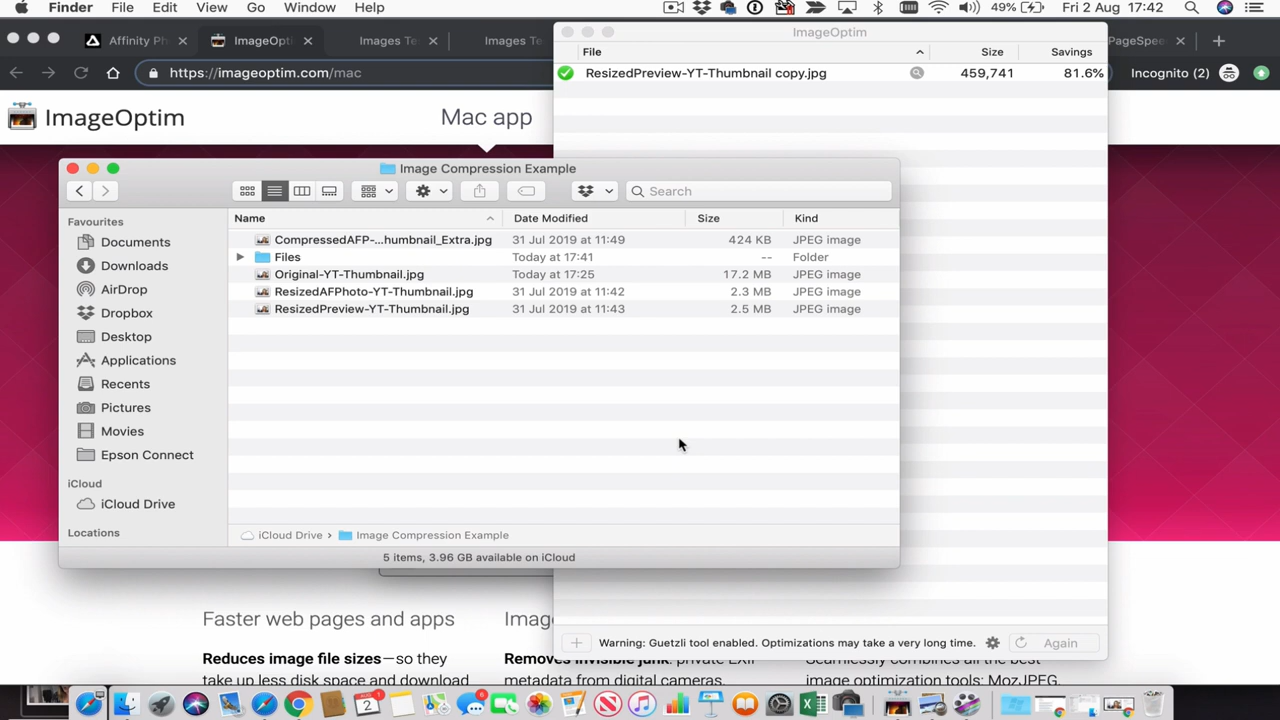 Finder File Edit View Go Window Help 49% Fri 2 Aug 17:42
Affinity Ph ImageOpti Images Te Images Te PageSpee
https://imageoptim.com/mac Incognito (2)
ImageOptim Mac app
ImageOptim
File Size Savings
ResizedPreview-YT-Thumbnail copy.jpg 459,741 81.6%
Image Compression Example
Search
Favourites
Documents
Downloads
AirDrop
Dropbox
Desktop
Applications
Recents
Pictures
Movies
Epson Connect
iCloud
iCloud Drive
Locations
Name Date Modified Size Kind
CompressedAFP-...humbnail_Extra.jpg 31 Jul 2019 at 11:49 424 KB JPEG image
Files Today at 17:41 -- Folder
Original-YT-Thumbnail.jpg Today at 17:25 17.2 MB JPEG image
ResizedAFPhoto-YT-Thumbnail.jpg 31 Jul 2019 at 11:42 2.3 MB JPEG image
ResizedPreview-YT-Thumbnail.jpg 31 Jul 2019 at 11:43 2.5 MB JPEG image
iCloud Drive › Image Compression Example
5 items, 3.96 GB available on iCloud
Warning: Guetzli tool enabled. Optimizations may take a very long time. Again
Faster web pages and apps
Reduces image file sizes—so they
take up less disk space and download
Imag
Removes invisible junk: private EXIF
metadata from digital cameras.
Seamlessly combines all the best
image optimization tools: MozJPEG,